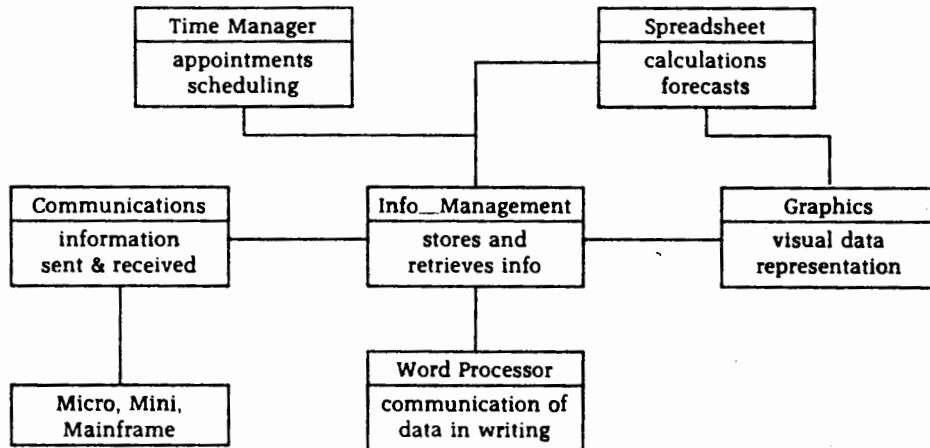 Time Manager
appointments
scheduling
Spreadsheet
calculations
forecasts
Communications
information
sent & received
Info__Management
stores and
retrieves info
Graphics
visual data
representation
Micro, Mini,
Mainframe
Word Processor
communication of
data in writing